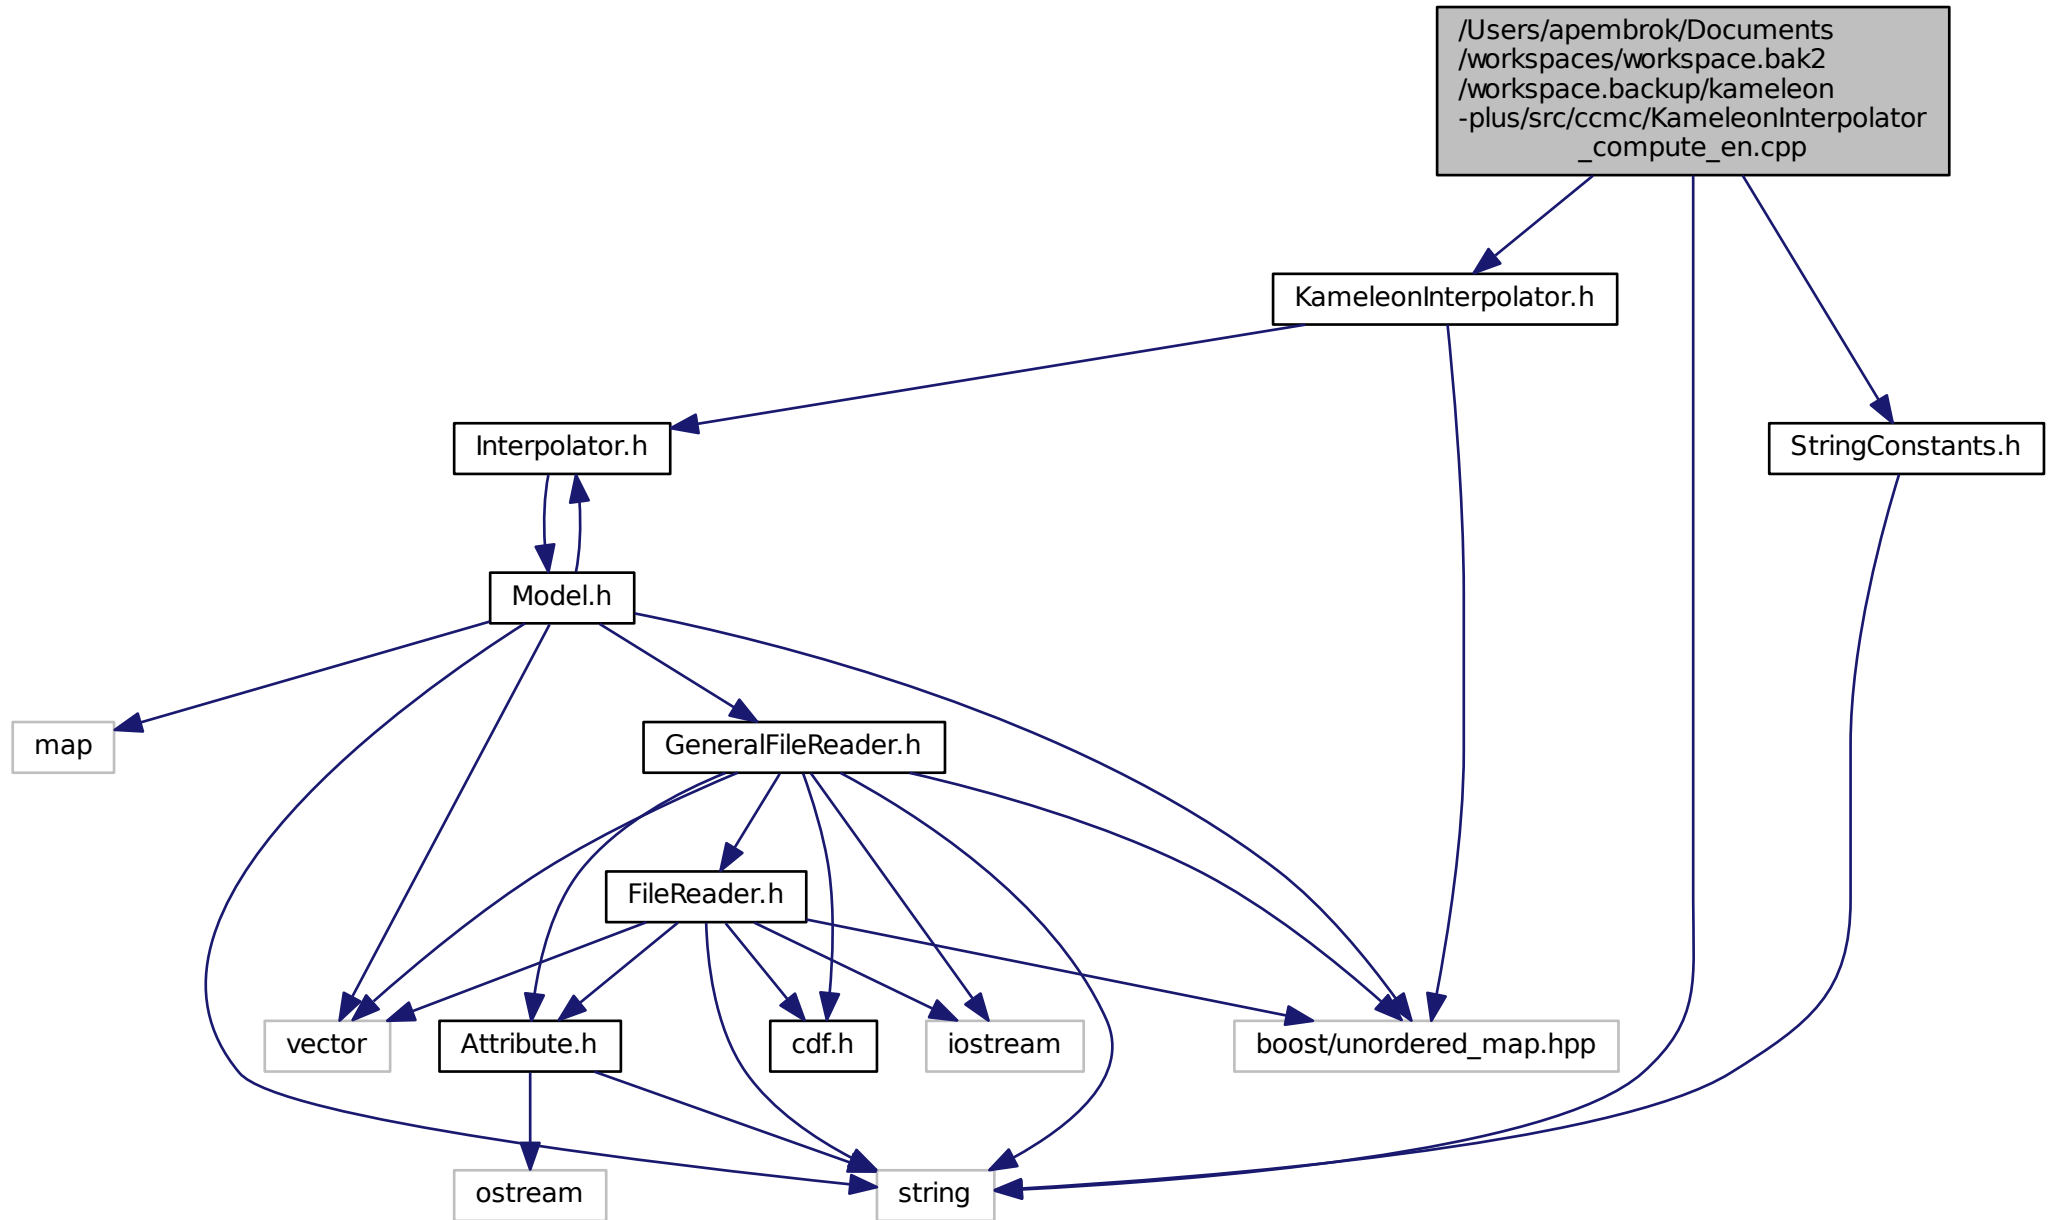 /Users/apembrok/Documents
/workspaces/workspace.bak2
/workspace.backup/kameleon
-plus/src/ccmc/KameleonInterpolator
_compute_en.cpp
KameleonInterpolator.h
Interpolator.h
StringConstants.h
Model.h
map
GeneralFileReader.h
FileReader.h
vector
Attribute.h
cdf.h
iostream
boost/unordered_map.hpp
ostream
string